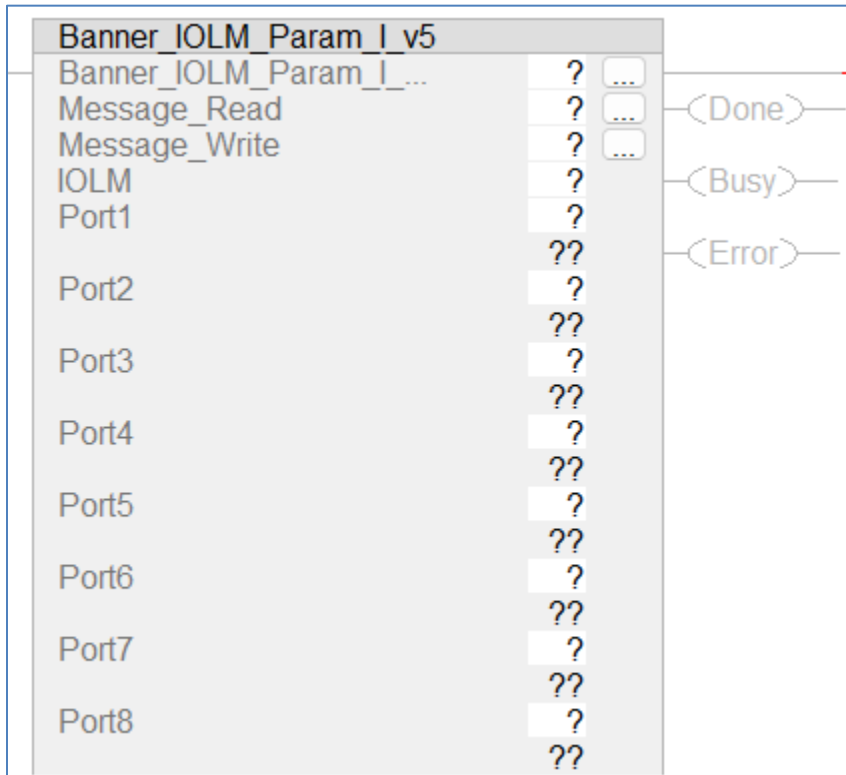 Banner_IOLM_Param_I_v5
Banner_IOLM_Param_I_... ? ...
Message_Read ? ... (Done)
Message_Write ? ...
IOLM ? (Busy)
Port1 ?
?? (Error)
Port2 ?
??
Port3 ?
??
Port4 ?
??
Port5 ?
??
Port6 ?
??
Port7 ?
??
Port8 ?
??